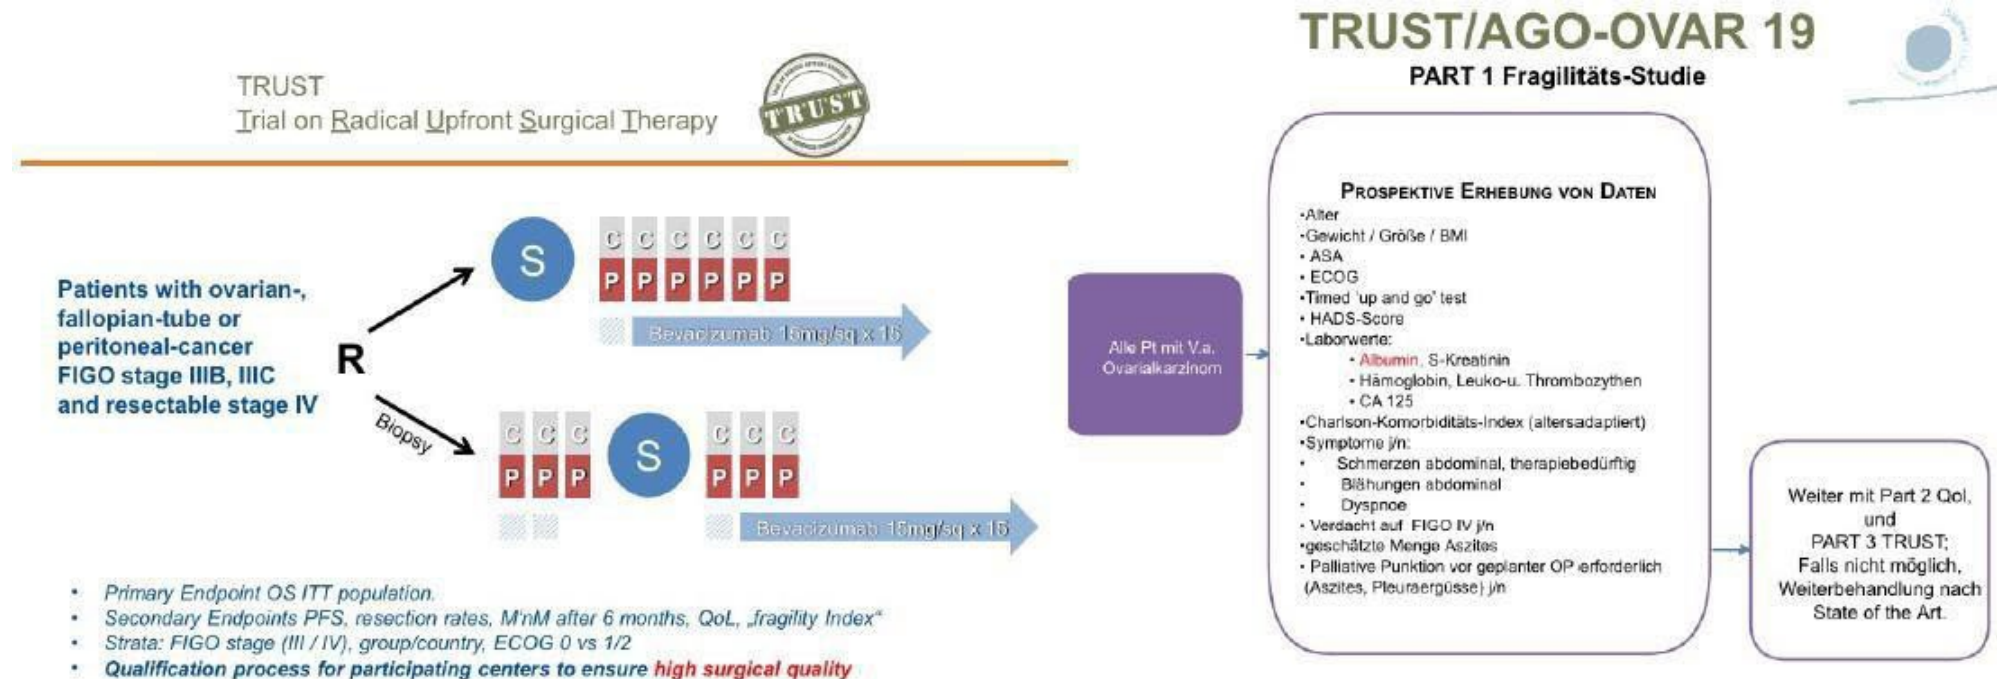 TRUST
Trial on Radical Upfront Surgical Therapy
TRUST
Patients with ovarian-,
fallopian-tube or
peritoneal-cancer
FIGO stage IIIB, IIIC
and resectable stage IV
R
Biopsy
S
C C C C C C
P P P P P P
Bevacizumab 15mg/sq x 15
C C C
P P P
S
C C C
P P P
Bevacizumab 15mg/sq x 15
• Primary Endpoint OS ITT population.
• Secondary Endpoints PFS, resection rates, M'nM after 6 months, QoL, „fragility Index“
• Strata: FIGO stage (III / IV), group/country, ECOG 0 vs 1/2
• Qualification process for participating centers to ensure high surgical quality
TRUST/AGO-OVAR 19
PART 1 Fragilitäts-Studie
Alle Pt mit V.a.
Ovarialkarzinom
PROSPEKTIVE ERHEBUNG VON DATEN
•Alter
•Gewicht / Größe / BMI
• ASA
• ECOG
•Timed 'up and go' test
• HADS-Score
•Laborwerte:
• Albumin, S-Kreatinin
• Hämoglobin, Leuko-u. Thrombozythen
• CA 125
•Charlson-Komorbiditäts-Index (altersadaptiert)
•Symptome j/n:
• Schmerzen abdominal, therapiebedürftig
• Blähungen abdominal
• Dyspnoe
• Verdacht auf FIGO IV j/n
•geschätzte Menge Aszites
• Palliative Punktion vor geplanter OP erforderlich
(Aszites, Pleuraergüsse) j/n
Weiter mit Part 2 Qol,
und
PART 3 TRUST;
Falls nicht möglich,
Weiterbehandlung nach
State of the Art.